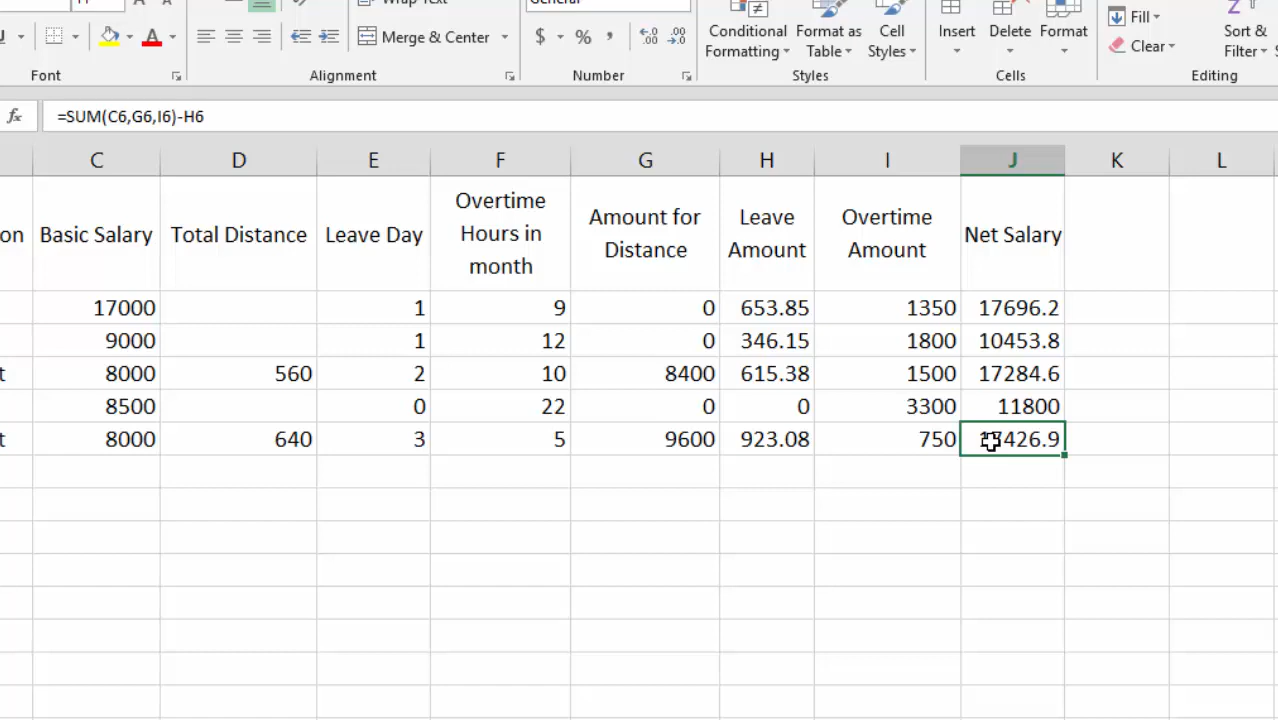 General
$ % ,
Merge & Center
Conditional Format as Cell
Formatting Table Styles
Insert Delete Format
Fill
Clear
Sort &
Filter
Font Alignment Number Styles Cells Editing
fx =SUM(C6,G6,I6)-H6
C D E F G H I J K L
on Basic Salary Total Distance Leave Day Overtime Hours in month Amount for Distance Leave Amount Overtime Amount Net Salary
17000 1 9 0 653.85 1350 17696.2
9000 1 12 0 346.15 1800 10453.8
t 8000 560 2 10 8400 615.38 1500 17284.6
8500 0 22 0 0 3300 11800
t 8000 640 3 5 9600 923.08 750 17426.9